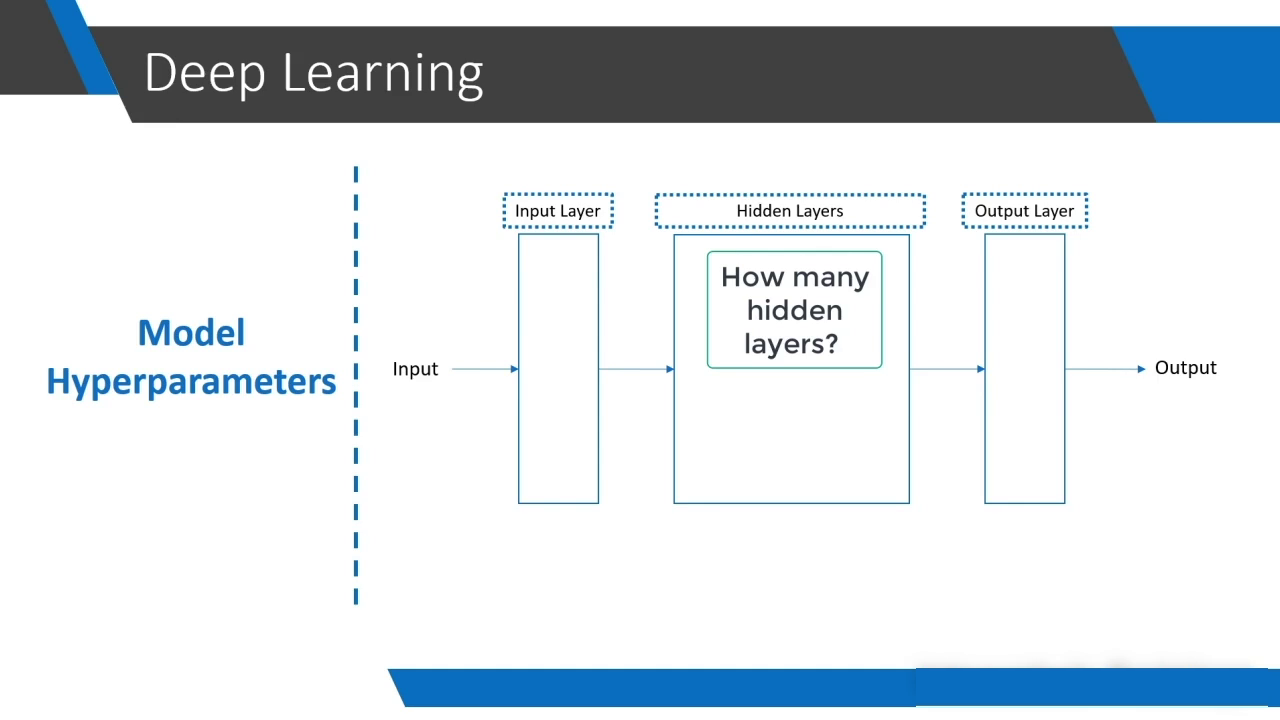 Deep Learning
Model
Hyperparameters
Input Layer
Hidden Layers
Output Layer
How many
hidden
layers?
Input
Output